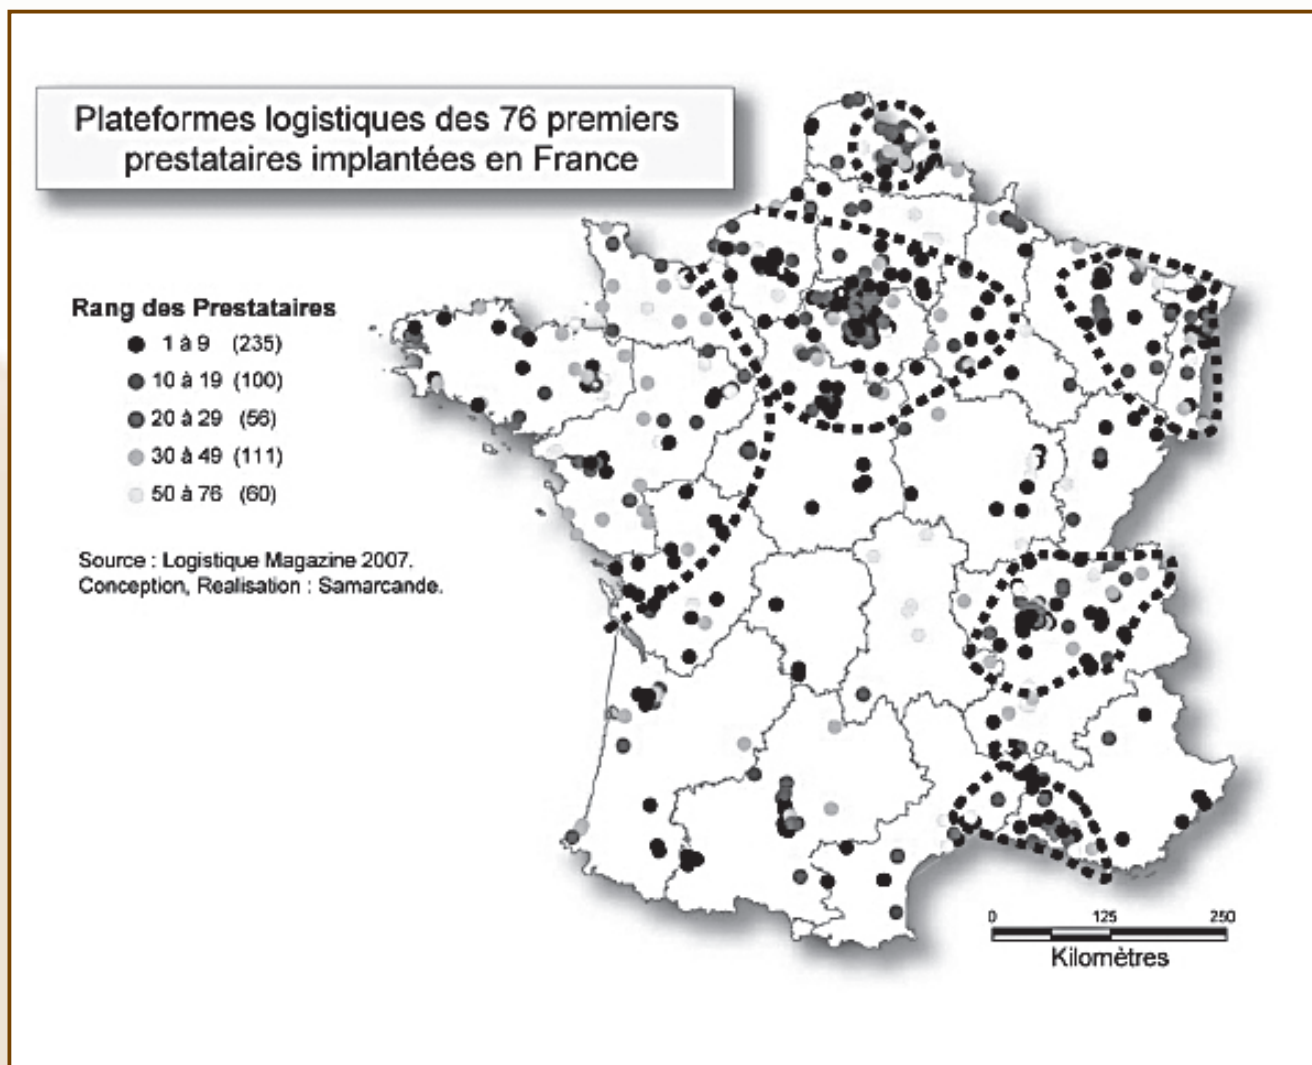 Plateformes logistiques des 76 premiers
prestataires implantées en France
Rang des Prestataires
1 à 9 (235)
10 à 19 (100)
20 à 29 (56)
30 à 49 (111)
50 à 76 (60)
Source : Logistique Magazine 2007.
Conception, Realisation : Samarcande.
0 125 250
Kilomètres